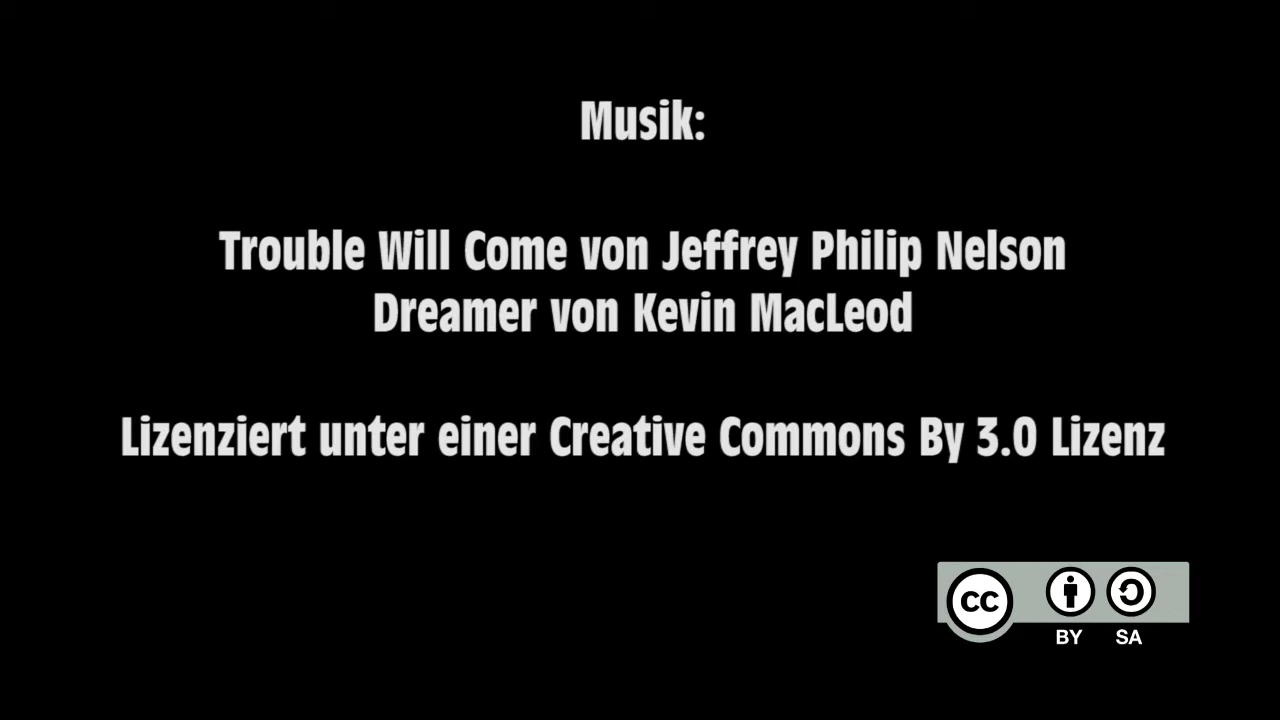 Musik:
Trouble Will Come von Jeffrey Philip Nelson
Dreamer von Kevin MacLeod
Lizenziert unter einer Creative Commons By 3.0 Lizenz
cc
BY SA